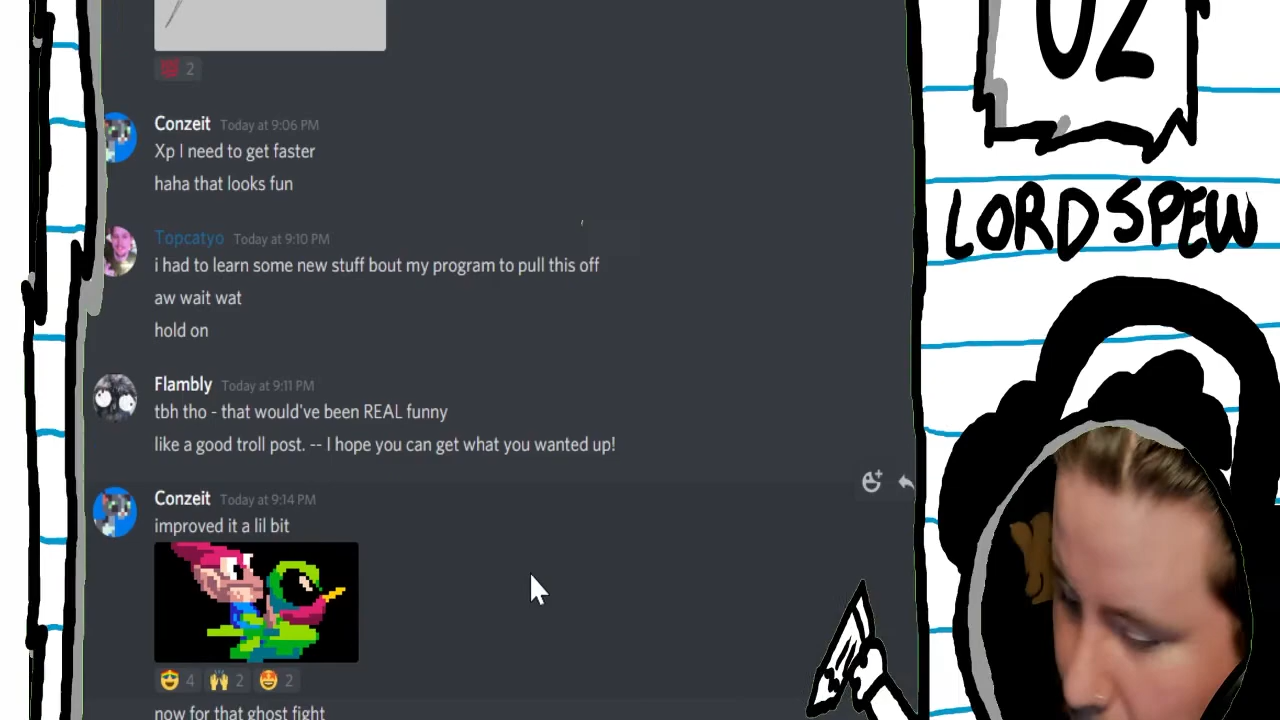 02
💯 2
Conzeit Today at 9:06 PM
Xp I need to get faster
haha that looks fun
LORDSPEW
Topcatyo Today at 9:10 PM
i had to learn some new stuff bout my program to pull this off
aw wait wat
hold on
Flambly Today at 9:11 PM
tbh tho - that would've been REAL funny
like a good troll post. -- I hope you can get what you wanted up!
Conzeit Today at 9:14 PM
improved it a lil bit
4 2 2
now for that ghost fight